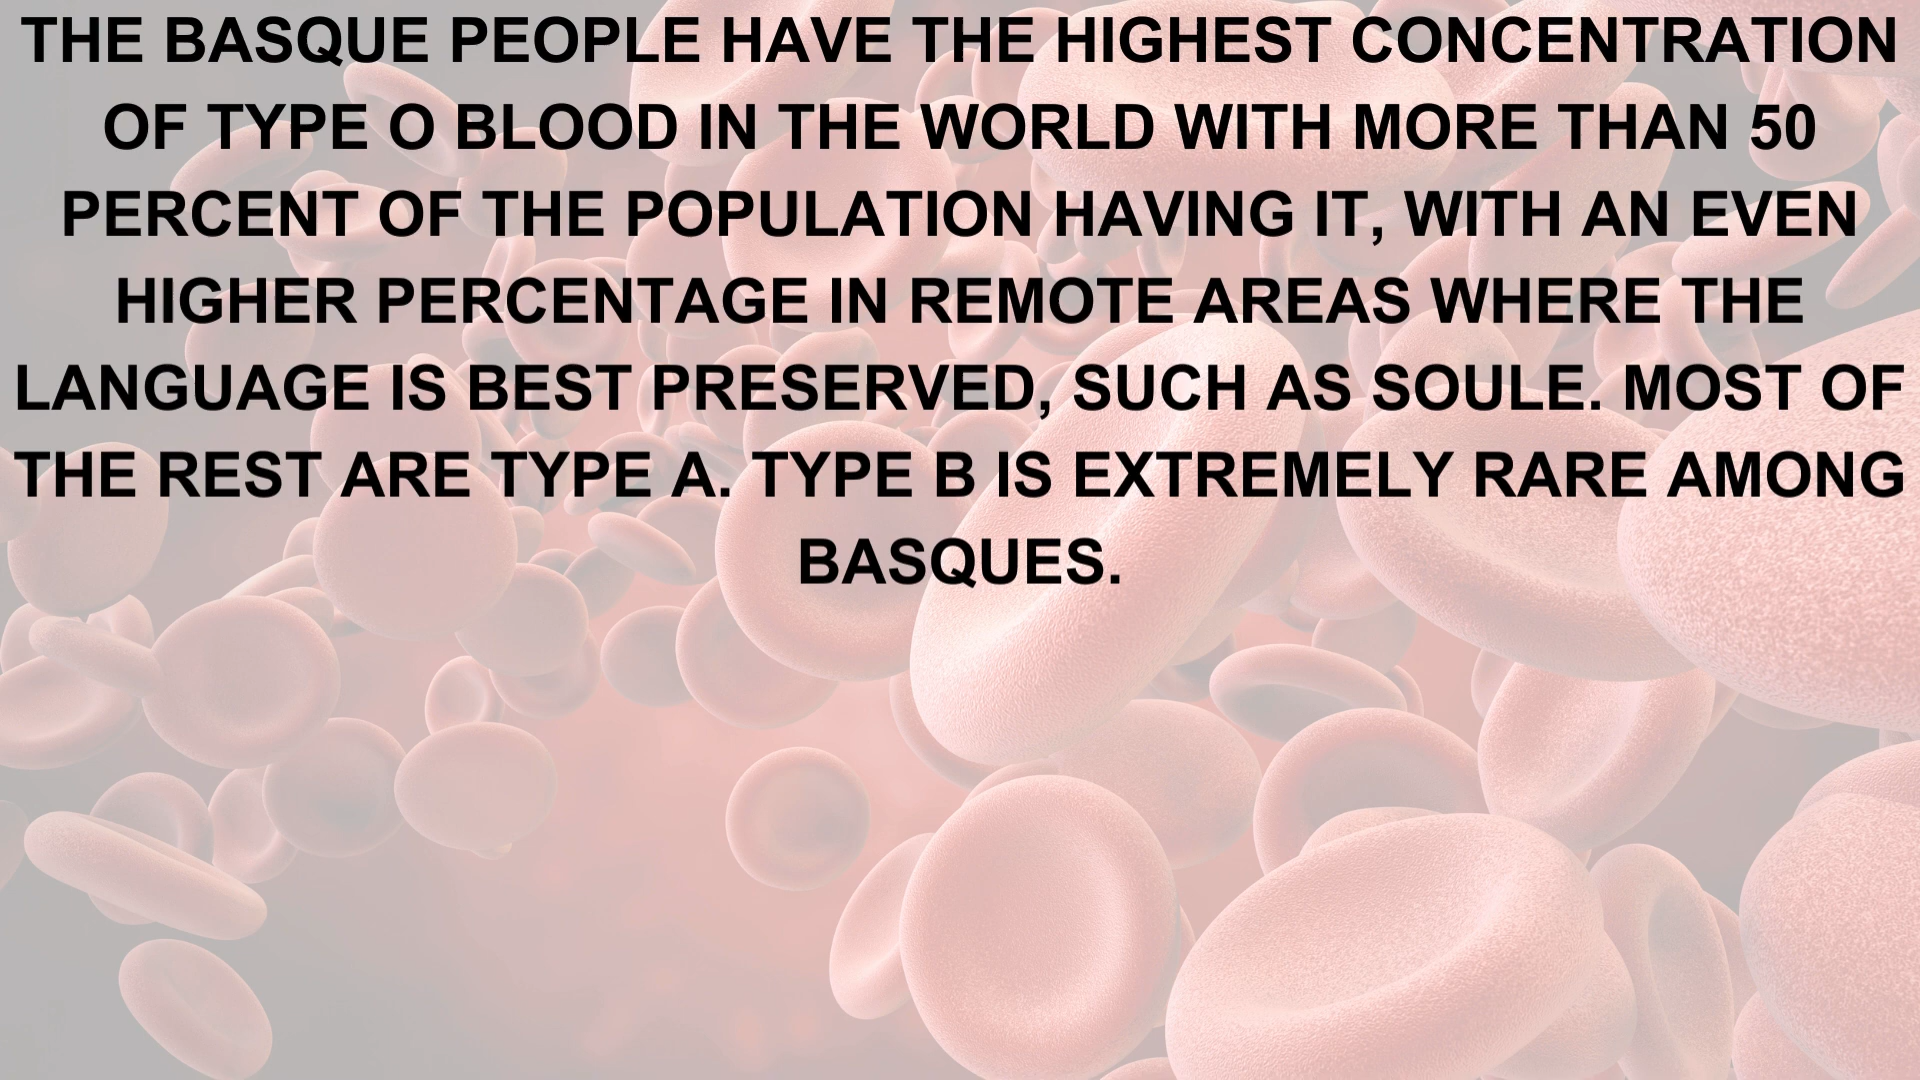 THE BASQUE PEOPLE HAVE THE HIGHEST CONCENTRATION
OF TYPE O BLOOD IN THE WORLD WITH MORE THAN 50
PERCENT OF THE POPULATION HAVING IT, WITH AN EVEN
HIGHER PERCENTAGE IN REMOTE AREAS WHERE THE
LANGUAGE IS BEST PRESERVED, SUCH AS SOULE. MOST OF
THE REST ARE TYPE A. TYPE B IS EXTREMELY RARE AMONG
BASQUES.